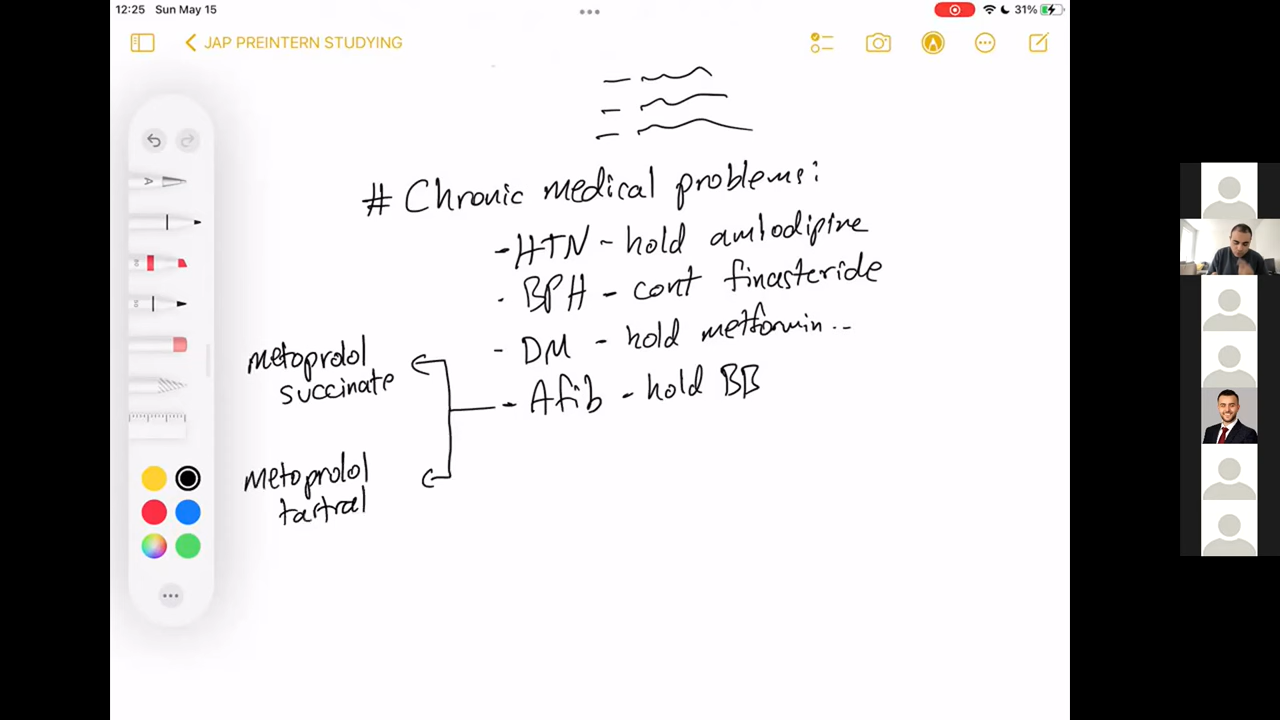 12:25 Sun May 15
31%
JAP PREINTERN STUDYING
# Chronic medical problems:
- HTN - hold amlodipine
- BPH - cont finasteride
- DM - hold metformin ..
- Afib - hold BB
metoprolol
succinate
metoprolol
tartral